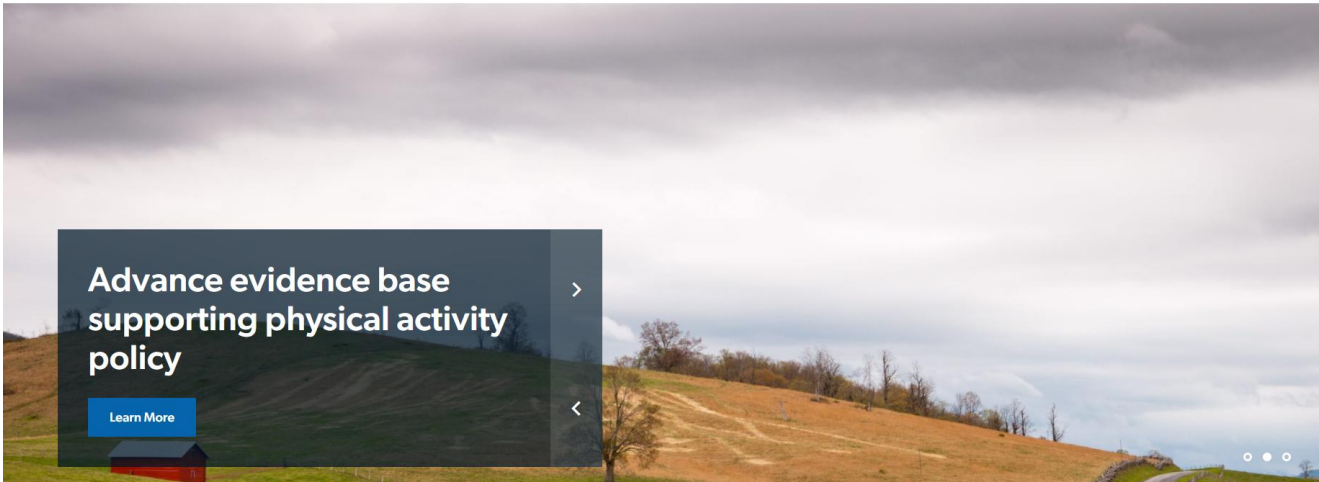 Advance evidence base
supporting physical activity
policy
Learn More